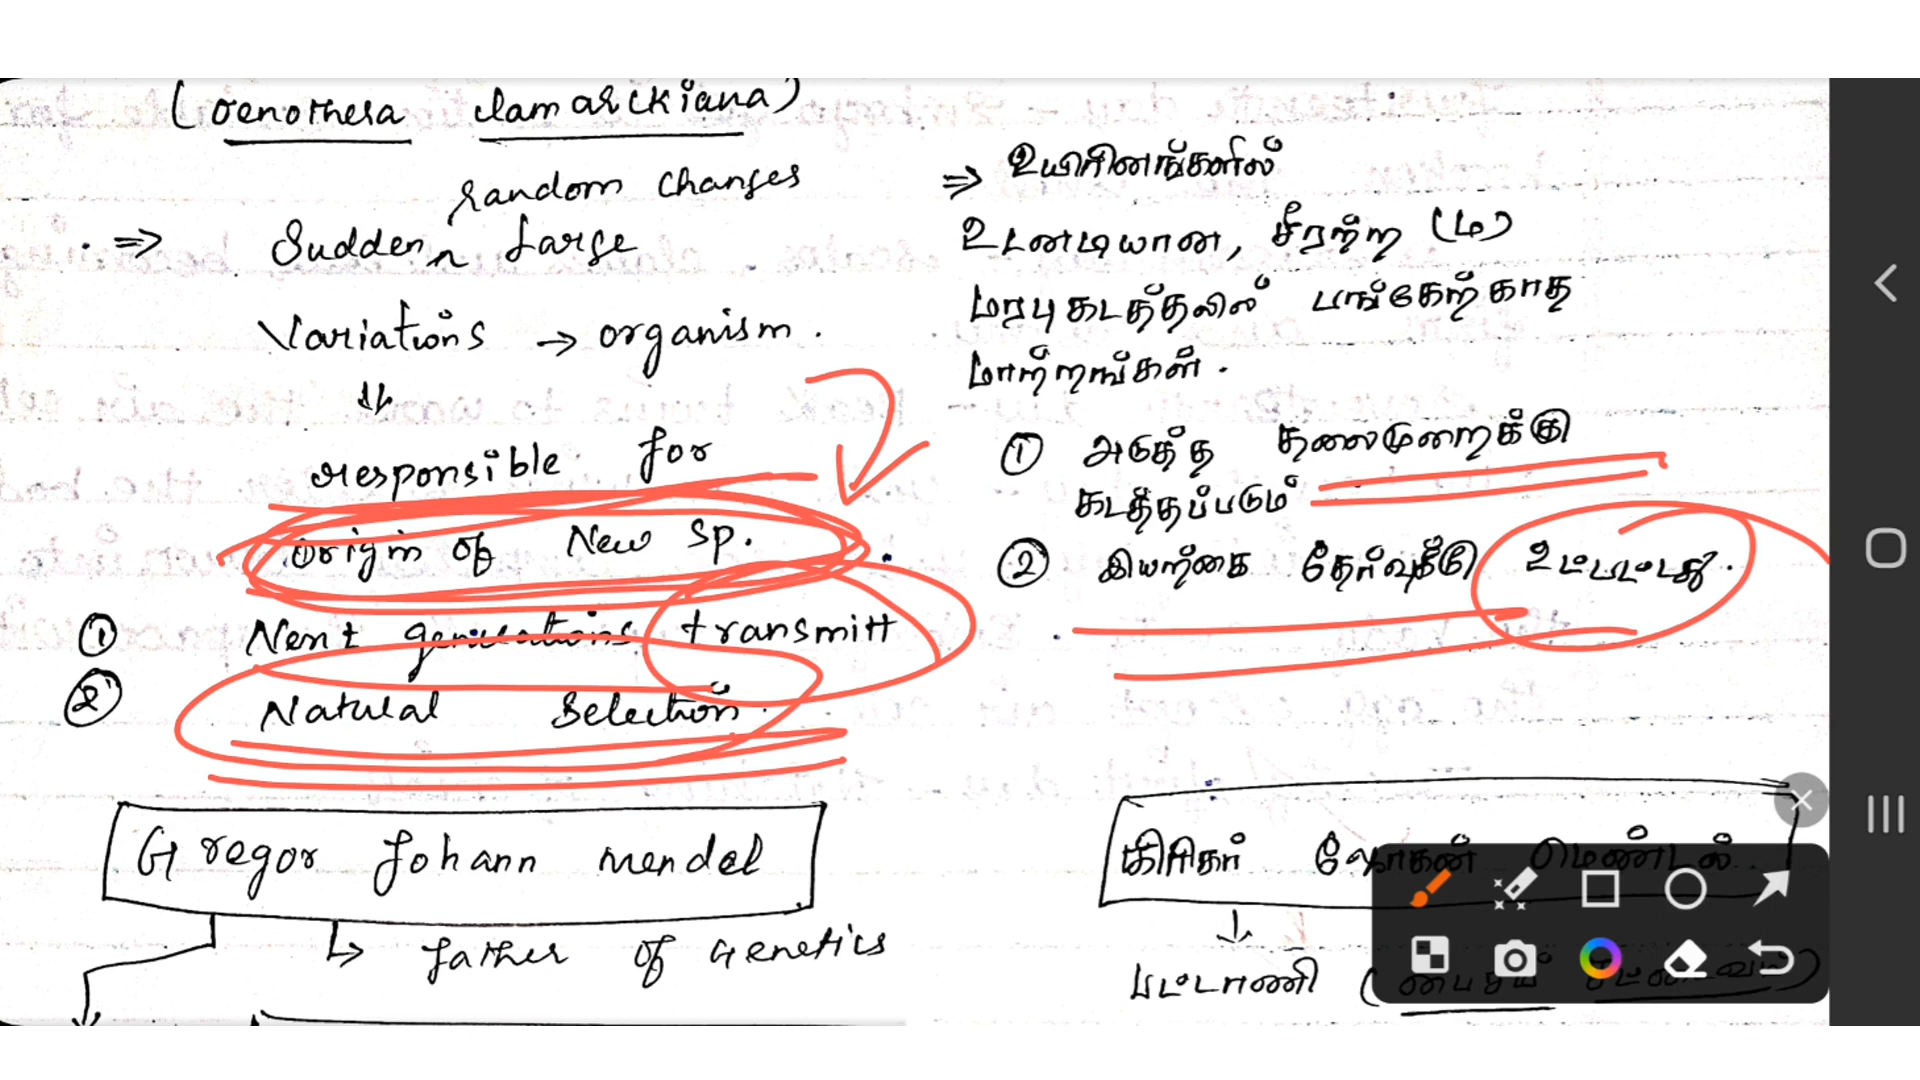 (oenothera lamarckiana)
random changes
⇒ Sudden large
Variations → organism.
responsible for
origin of New sp.
① Next generations transmitt
② Natural Selection.
Gregor Johann mendel
↳ father of Genetics
⇒ உயிரினங்களில்
உடனடியான, சீரற்ற (ம)
மரபு கடத்தலில் பங்கேற்காத
மாற்றங்கள்.
① அடுத்த தலைமுறைக்கு
கடத்தப்படும்
② இயற்கை தேர்வுக்கு உட்பட்டது.
கிரிகர் ஜோகன் மெண்டல்
பட்டாணி (